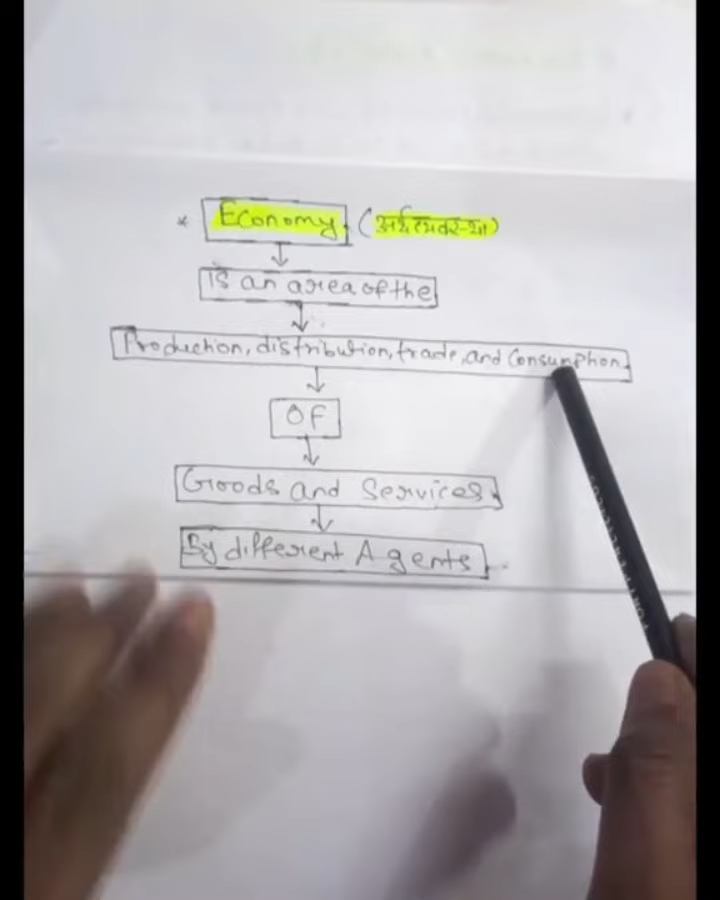 * Economy. (अर्थव्यवस्था)
is an area of the
Production, distribution, trade, and Consumption.
OF
Goods and Services.
By different Agents.